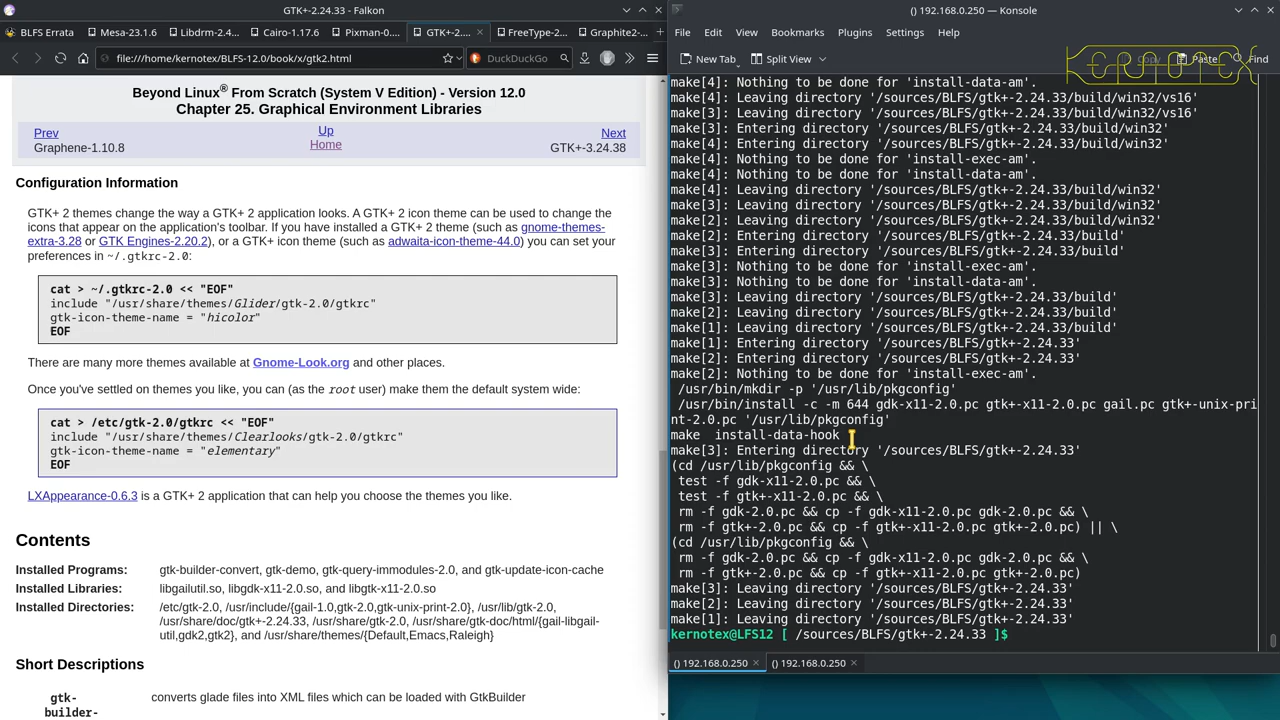 GTK+-2.24.33 — Falkon
BLFS Errata
Mesa-23.1.6
Libdrm-2.4...
Cairo-1.17.6
Pixman-0....
GTK+-2....
FreeType-2...
Graphite2-...
file:///home/kernotex/BLFS-12.0/book/x/gtk2.html
DuckDuckGo
Beyond Linux® From Scratch (System V Edition) - Version 12.0
Chapter 25. Graphical Environment Libraries
Prev
Up
Next
Graphene-1.10.8
Home
GTK+-3.24.38
Configuration Information
GTK+ 2 themes change the way a GTK+ 2 application looks. A GTK+ 2 icon theme can be used to change the
icons that appear on the application's toolbar. If you have installed a GTK+ 2 theme (such as gnome-themes-
extra-3.28 or GTK Engines-2.20.2), or a GTK+ icon theme (such as adwaita-icon-theme-44.0) you can set your
preferences in ~/.gtkrc-2.0:
cat > ~/.gtkrc-2.0 << "EOF"
include "/usr/share/themes/Glider/gtk-2.0/gtkrc"
gtk-icon-theme-name = "hicolor"
EOF
There are many more themes available at Gnome-Look.org and other places.
Once you've settled on themes you like, you can (as the root user) make them the default system wide:
cat > /etc/gtk-2.0/gtkrc << "EOF"
include "/usr/share/themes/Clearlooks/gtk-2.0/gtkrc"
gtk-icon-theme-name = "elementary"
EOF
LXAppearance-0.6.3 is a GTK+ 2 application that can help you choose the themes you like.
Contents
Installed Programs: gtk-builder-convert, gtk-demo, gtk-query-immodules-2.0, and gtk-update-icon-cache
Installed Libraries: libgailutil.so, libgdk-x11-2.0.so, and libgtk-x11-2.0.so
Installed Directories: /etc/gtk-2.0, /usr/include/{gail-1.0,gtk-2.0,gtk-unix-print-2.0}, /usr/lib/gtk-2.0,
/usr/share/doc/gtk+-2.24.33, /usr/share/gtk-2.0, /usr/share/gtk-doc/html/{gail-libgail-
util,gdk2,gtk2}, and /usr/share/themes/{Default,Emacs,Raleigh}
Short Descriptions
gtk- converts glade files into XML files which can be loaded with GtkBuilder
builder-
() 192.168.0.250 — Konsole
File Edit View Bookmarks Plugins Settings Help
New Tab
Split View
Copy
Paste
Find
KERNOTEX
make[4]: Nothing to be done for 'install-data-am'.
make[4]: Leaving directory '/sources/BLFS/gtk+-2.24.33/build/win32/vs16'
make[3]: Leaving directory '/sources/BLFS/gtk+-2.24.33/build/win32/vs16'
make[3]: Entering directory '/sources/BLFS/gtk+-2.24.33/build/win32'
make[4]: Entering directory '/sources/BLFS/gtk+-2.24.33/build/win32'
make[4]: Nothing to be done for 'install-exec-am'.
make[4]: Nothing to be done for 'install-data-am'.
make[4]: Leaving directory '/sources/BLFS/gtk+-2.24.33/build/win32'
make[3]: Leaving directory '/sources/BLFS/gtk+-2.24.33/build/win32'
make[2]: Leaving directory '/sources/BLFS/gtk+-2.24.33/build/win32'
make[2]: Entering directory '/sources/BLFS/gtk+-2.24.33/build'
make[3]: Entering directory '/sources/BLFS/gtk+-2.24.33/build'
make[3]: Nothing to be done for 'install-exec-am'.
make[3]: Nothing to be done for 'install-data-am'.
make[3]: Leaving directory '/sources/BLFS/gtk+-2.24.33/build'
make[2]: Leaving directory '/sources/BLFS/gtk+-2.24.33/build'
make[1]: Leaving directory '/sources/BLFS/gtk+-2.24.33/build'
make[1]: Entering directory '/sources/BLFS/gtk+-2.24.33'
make[2]: Entering directory '/sources/BLFS/gtk+-2.24.33'
make[2]: Nothing to be done for 'install-exec-am'.
/usr/bin/mkdir -p '/usr/lib/pkgconfig'
/usr/bin/install -c -m 644 gdk-x11-2.0.pc gtk+-x11-2.0.pc gail.pc gtk+-unix-pri
nt-2.0.pc '/usr/lib/pkgconfig'
make  install-data-hook
make[3]: Entering directory '/sources/BLFS/gtk+-2.24.33'
(cd /usr/lib/pkgconfig && \
test -f gdk-x11-2.0.pc && \
test -f gtk+-x11-2.0.pc && \
rm -f gdk-2.0.pc && cp -f gdk-x11-2.0.pc gdk-2.0.pc && \
rm -f gtk+-2.0.pc && cp -f gtk+-x11-2.0.pc gtk+-2.0.pc) || \
(cd /usr/lib/pkgconfig && \
rm -f gdk-2.0.pc && cp -f gdk-x11-2.0.pc gdk-2.0.pc && \
rm -f gtk+-2.0.pc && cp -f gtk+-x11-2.0.pc gtk+-2.0.pc)
make[3]: Leaving directory '/sources/BLFS/gtk+-2.24.33'
make[2]: Leaving directory '/sources/BLFS/gtk+-2.24.33'
make[1]: Leaving directory '/sources/BLFS/gtk+-2.24.33'
kernotex@LFS12 [ /sources/BLFS/gtk+-2.24.33 ]$
() 192.168.0.250
() 192.168.0.250